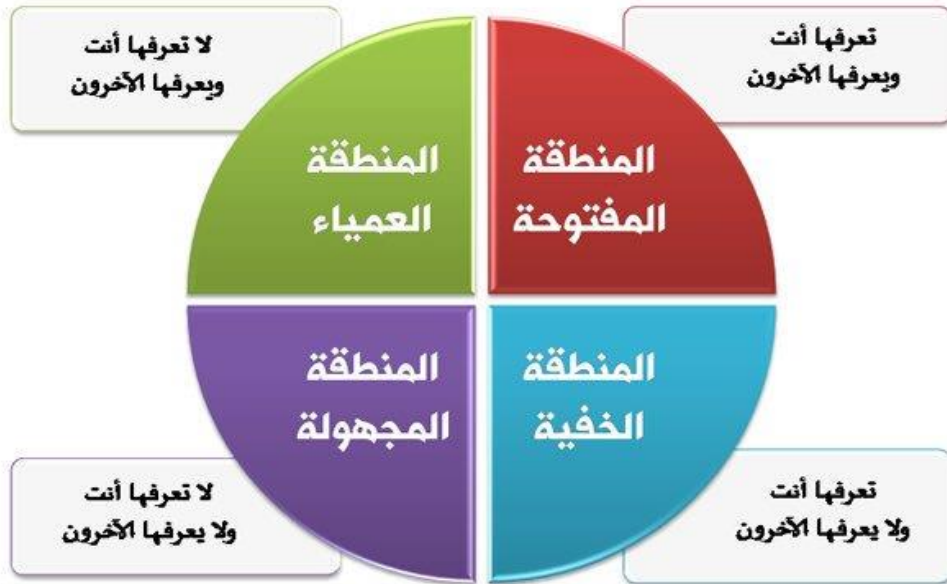 تعرفها أنت
ويعرفها الآخرون
المنطقة
المفتوحة
لا تعرفها أنت
ويعرفها الآخرون
المنطقة
العمياء
المنطقة
الخفية
تعرفها أنت
ولا يعرفها الآخرون
المنطقة
المجهولة
لا تعرفها أنت
ولا يعرفها الآخرون